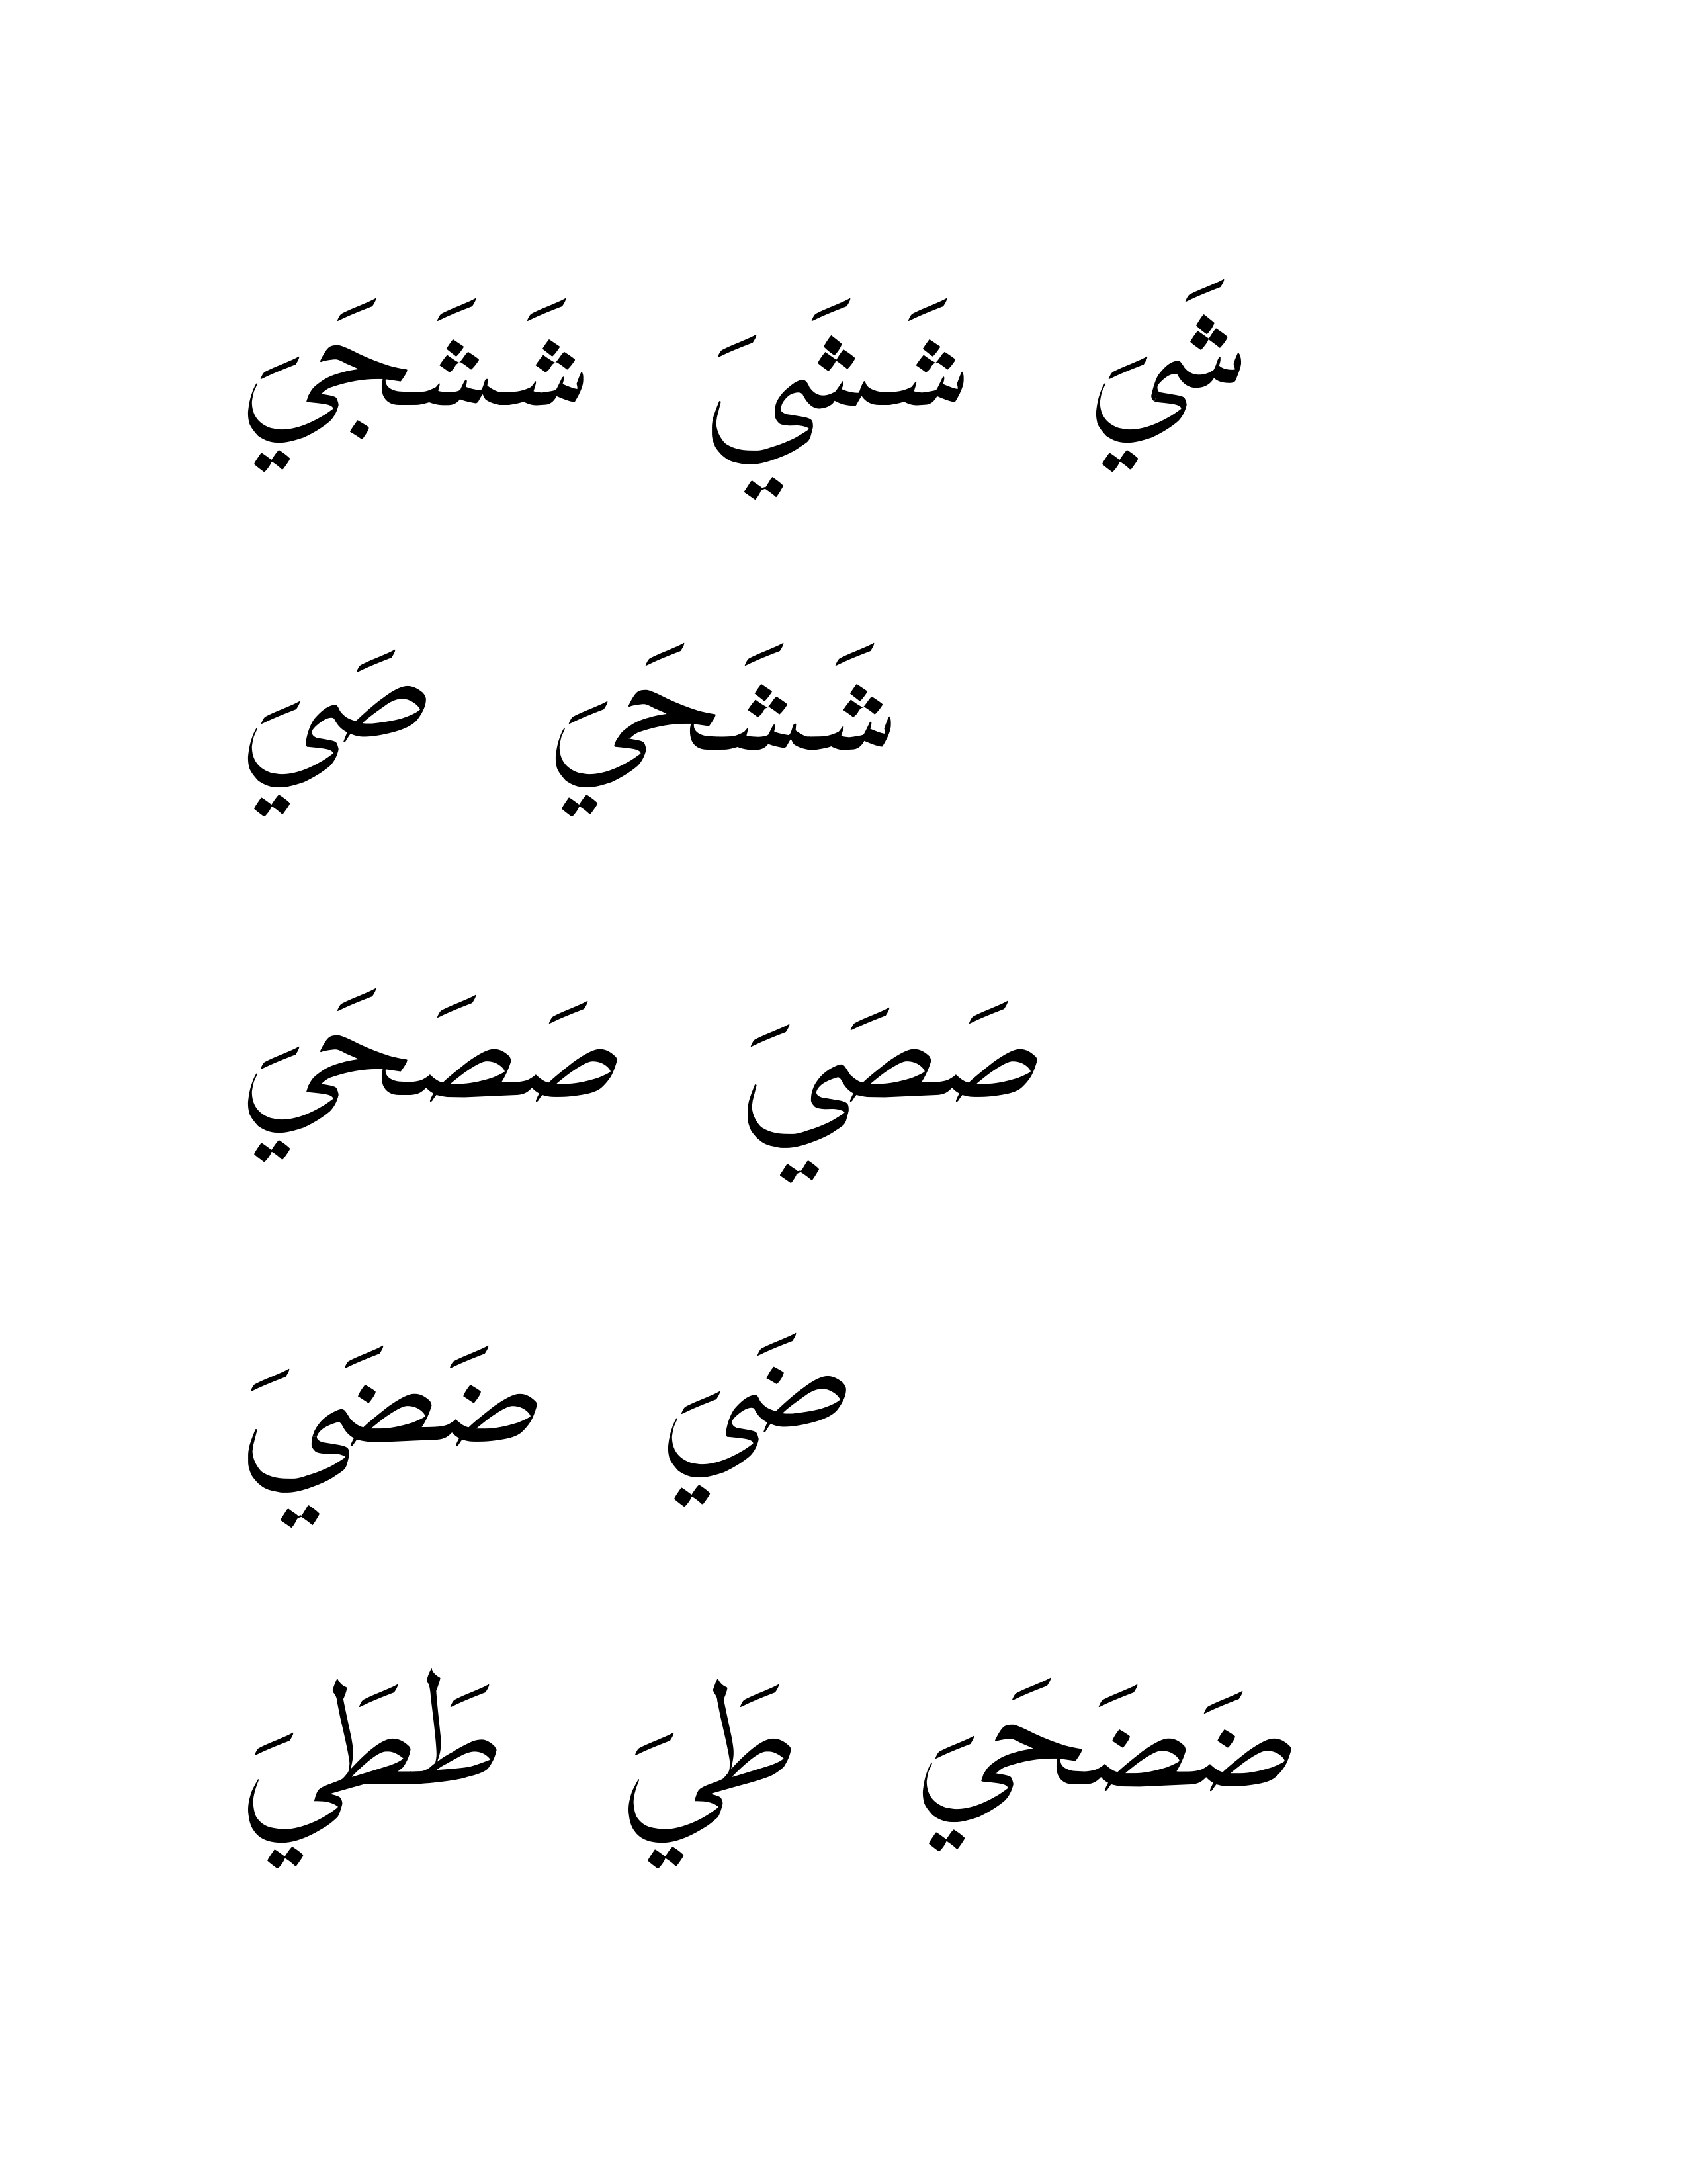 شَيَ شَشَيَ شَشَجَيَ
شَشَحَيَ صَيَ
صَصَيَ صَصَحَيَ
ضَيَ ضَضَيَ
ضَضَحَيَ طَيَ طَطَيَ